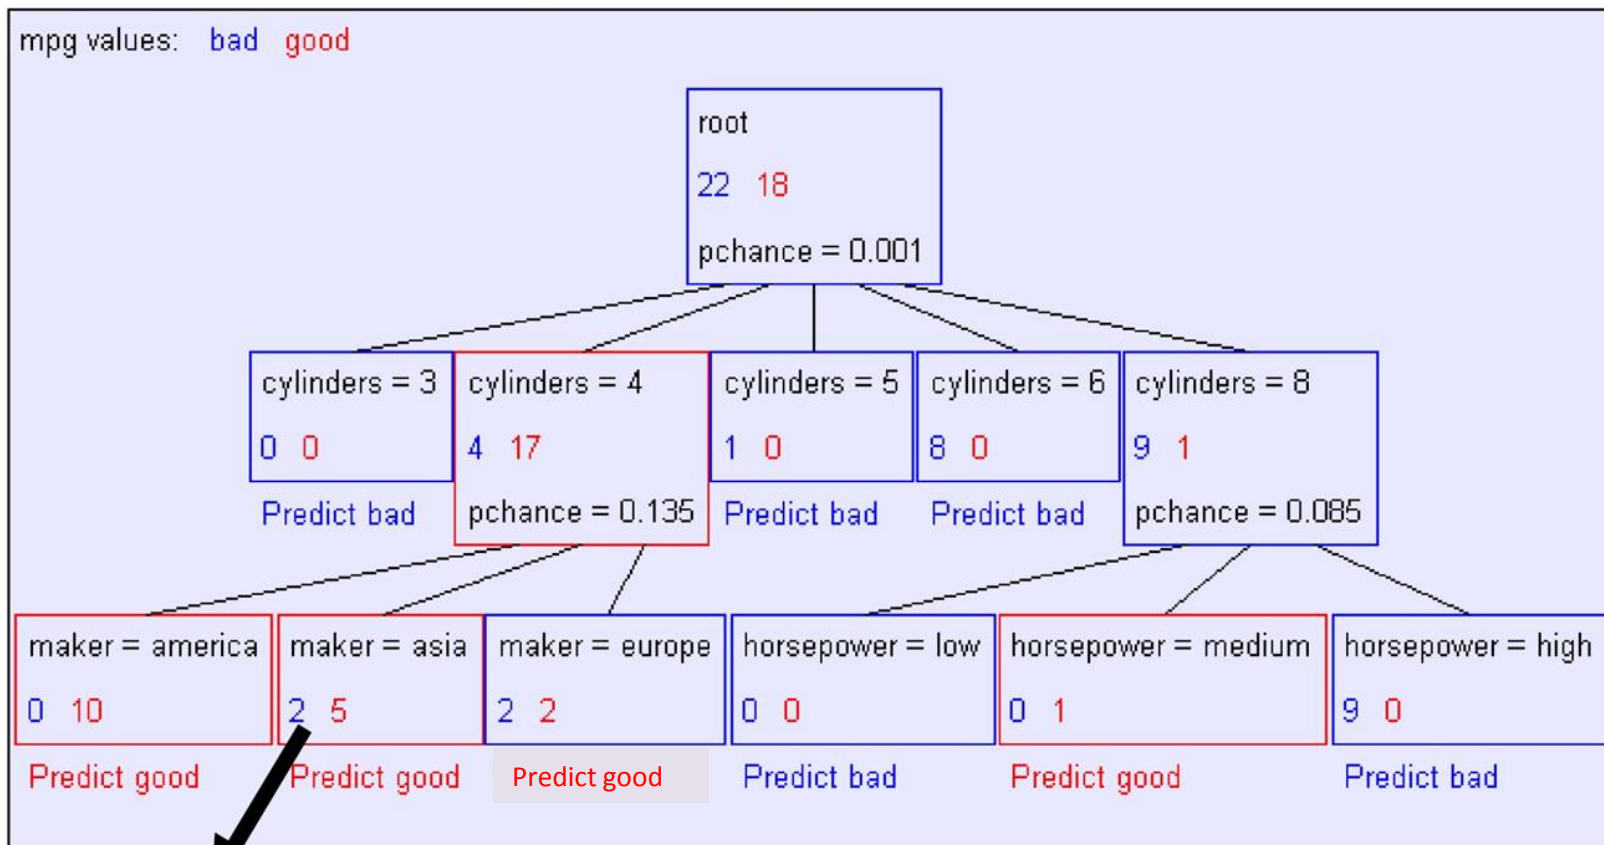 mpg values: bad good
root
22 18
pchance = 0.001
cylinders = 3
0 0
Predict bad
cylinders = 4
4 17
pchance = 0.135
cylinders = 5
1 0
Predict bad
cylinders = 6
8 0
Predict bad
cylinders = 8
9 1
pchance = 0.085
maker = america
0 10
Predict good
maker = asia
2 5
Predict good
maker = europe
2 2
Predict good
horsepower = low
0 0
Predict bad
horsepower = medium
0 1
Predict good
horsepower = high
9 0
Predict bad